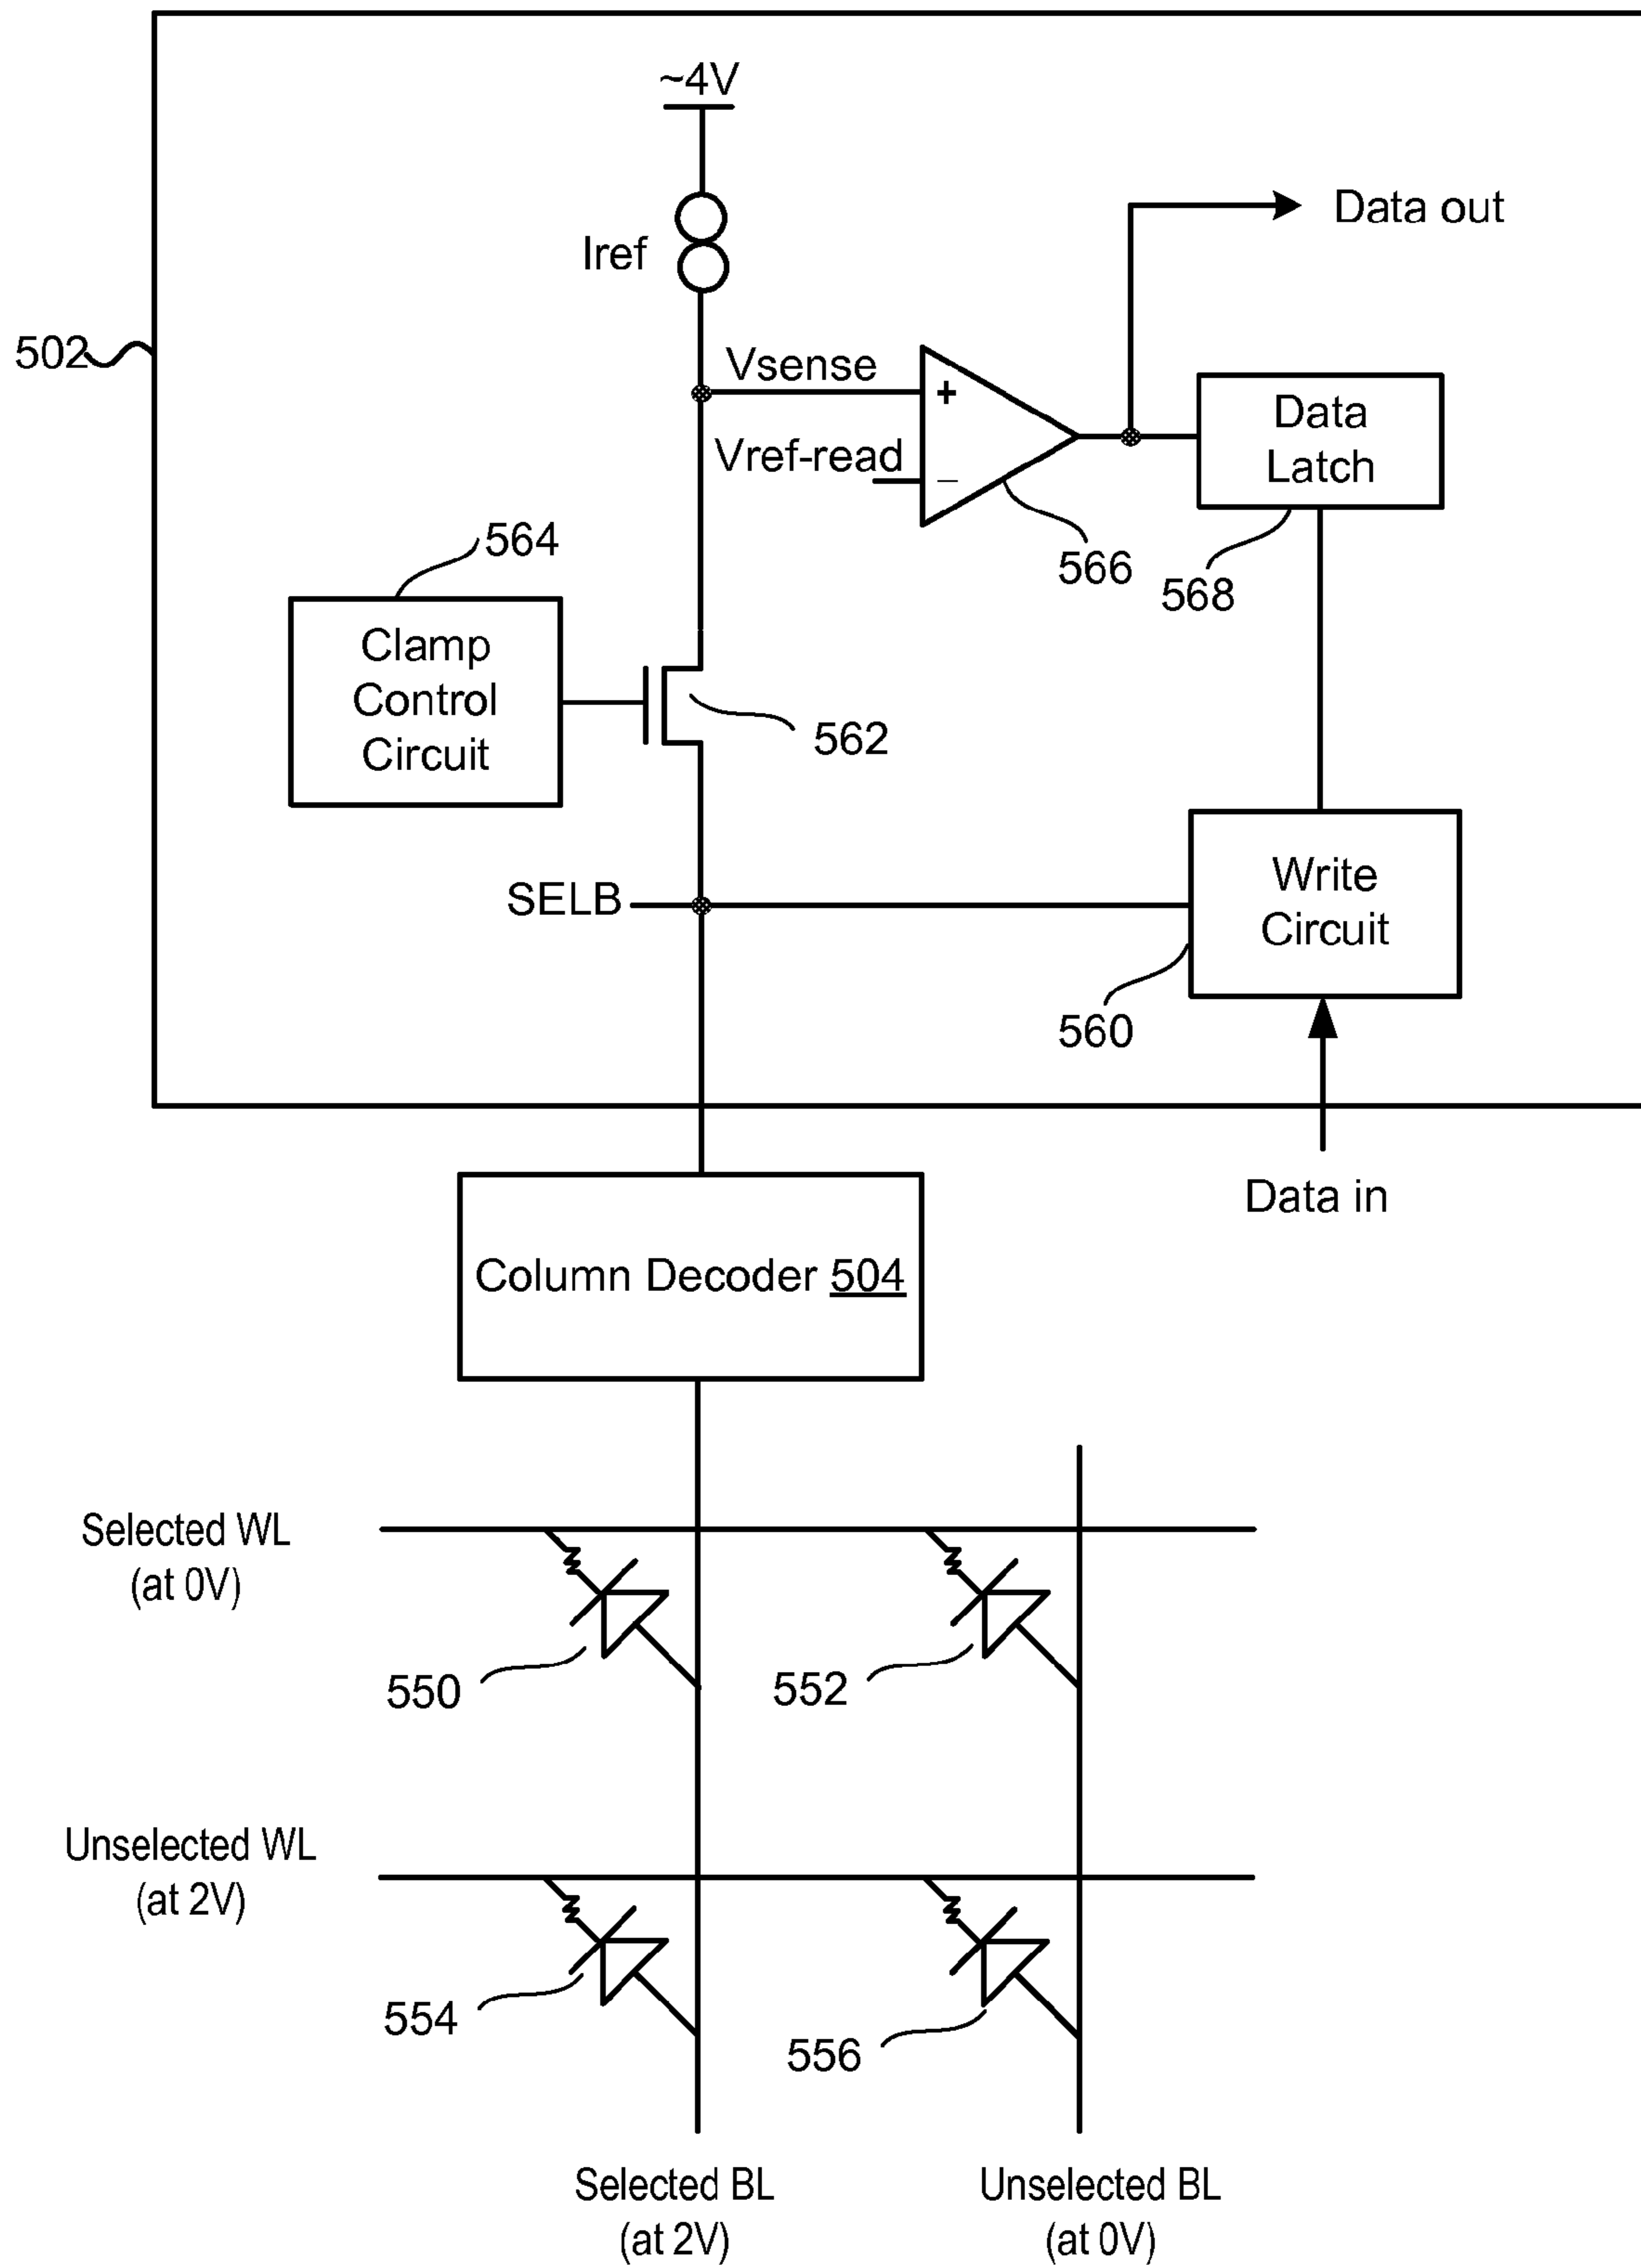 ~4V
Data out
Iref
502
Vsense
+
Data
Latch
Vref-read
–
564
566
568
Clamp
Control
Circuit
562
Write
Circuit
SELB
560
Data in
Column Decoder 504
Selected WL
(at 0V)
550
552
Unselected WL
(at 2V)
554
556
Selected BL
(at 2V)
Unselected BL
(at 0V)